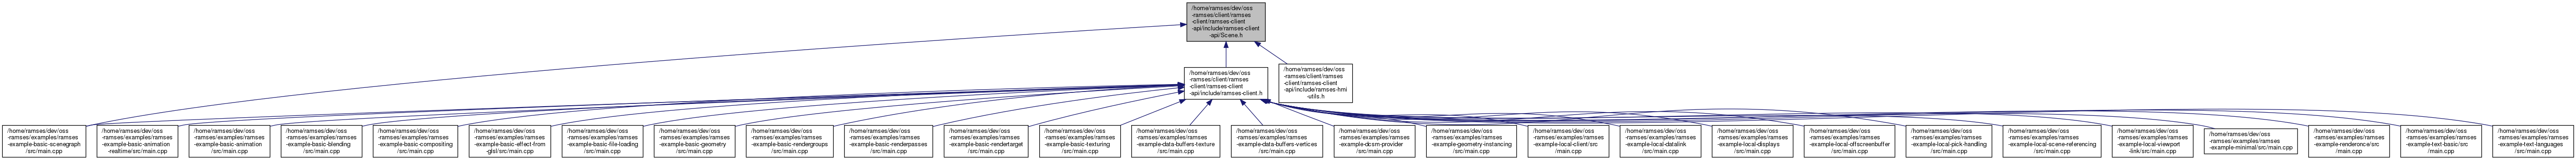 /home/ramses/dev/oss
-ramses/client/ramses
-client/ramses-client
-api/include/ramses-client
-api/Scene.h
/home/ramses/dev/oss
-ramses/client/ramses
-client/ramses-client
-api/include/ramses-client.h
/home/ramses/dev/oss
-ramses/client/ramses
-client/ramses-client
-api/include/ramses-hmi
-utils.h
/home/ramses/dev/oss
-ramses/examples/ramses
-example-basic-scenegraph
/src/main.cpp
/home/ramses/dev/oss
-ramses/examples/ramses
-example-basic-animation
-realtime/src/main.cpp
/home/ramses/dev/oss
-ramses/examples/ramses
-example-basic-animation
/src/main.cpp
/home/ramses/dev/oss
-ramses/examples/ramses
-example-basic-blending
/src/main.cpp
/home/ramses/dev/oss
-ramses/examples/ramses
-example-basic-compositing
/src/main.cpp
/home/ramses/dev/oss
-ramses/examples/ramses
-example-basic-effect-from
-glsl/src/main.cpp
/home/ramses/dev/oss
-ramses/examples/ramses
-example-basic-file-loading
/src/main.cpp
/home/ramses/dev/oss
-ramses/examples/ramses
-example-basic-geometry
/src/main.cpp
/home/ramses/dev/oss
-ramses/examples/ramses
-example-basic-rendergroups
/src/main.cpp
/home/ramses/dev/oss
-ramses/examples/ramses
-example-basic-renderpasses
/src/main.cpp
/home/ramses/dev/oss
-ramses/examples/ramses
-example-basic-rendertarget
/src/main.cpp
/home/ramses/dev/oss
-ramses/examples/ramses
-example-basic-texturing
/src/main.cpp
/home/ramses/dev/oss
-ramses/examples/ramses
-example-data-buffers-texture
/src/main.cpp
/home/ramses/dev/oss
-ramses/examples/ramses
-example-data-buffers-vertices
/src/main.cpp
/home/ramses/dev/oss
-ramses/examples/ramses
-example-dcsm-provider
/src/main.cpp
/home/ramses/dev/oss
-ramses/examples/ramses
-example-geometry-instancing
/src/main.cpp
/home/ramses/dev/oss
-ramses/examples/ramses
-example-local-client/src
/main.cpp
/home/ramses/dev/oss
-ramses/examples/ramses
-example-local-datalink
/src/main.cpp
/home/ramses/dev/oss
-ramses/examples/ramses
-example-local-displays
/src/main.cpp
/home/ramses/dev/oss
-ramses/examples/ramses
-example-local-offscreenbuffer
/src/main.cpp
/home/ramses/dev/oss
-ramses/examples/ramses
-example-local-pick-handling
/src/main.cpp
/home/ramses/dev/oss
-ramses/examples/ramses
-example-local-scene-referencing
/src/main.cpp
/home/ramses/dev/oss
-ramses/examples/ramses
-example-local-viewport
-link/src/main.cpp
/home/ramses/dev/oss
-ramses/examples/ramses
-example-minimal/src/main.cpp
/home/ramses/dev/oss
-ramses/examples/ramses
-example-renderonce/src
/main.cpp
/home/ramses/dev/oss
-ramses/examples/ramses
-example-text-basic/src
/main.cpp
/home/ramses/dev/oss
-ramses/examples/ramses
-example-text-languages
/src/main.cpp